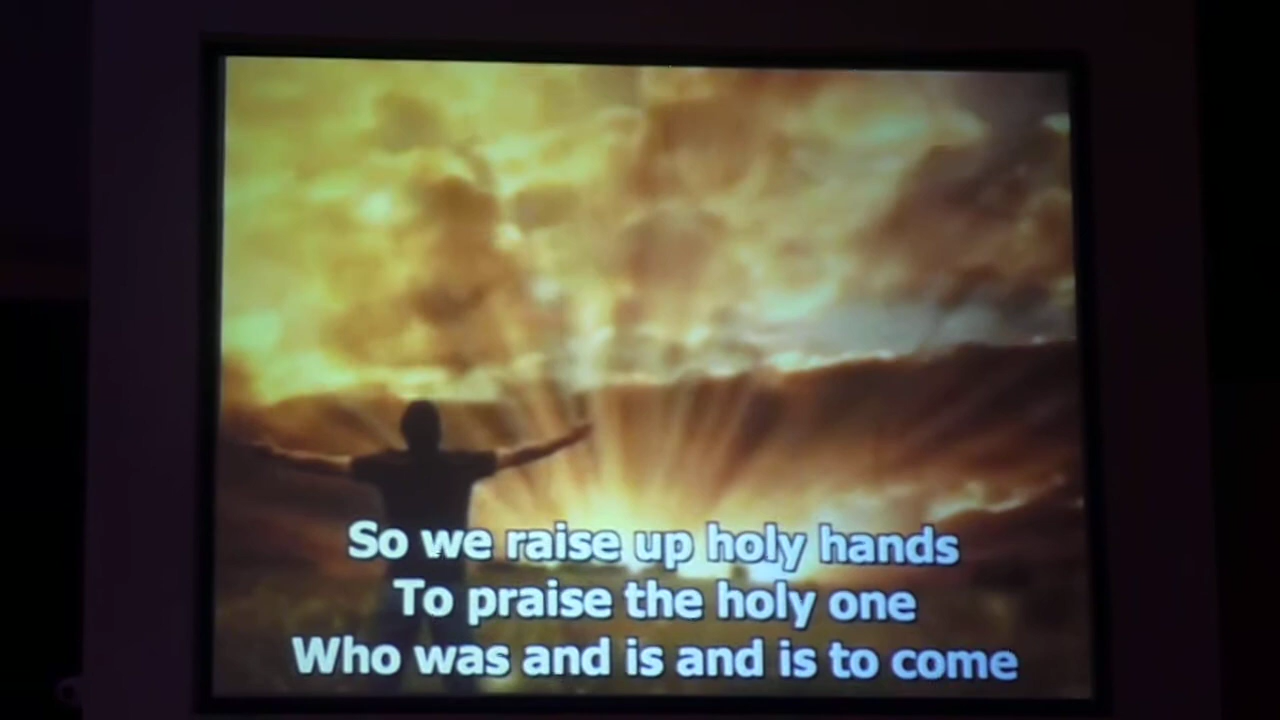 So we raise up holy hands
To praise the holy one
Who was and is and is to come